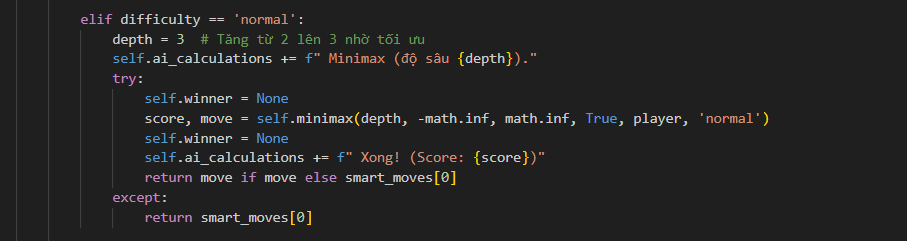 elif difficulty == 'normal':
depth = 3  # Tăng từ 2 lên 3 nhờ tối ưu
self.ai_calculations += f" Minimax (độ sâu {depth})."
try:
self.winner = None
score, move = self.minimax(depth, -math.inf, math.inf, True, player, 'normal')
self.winner = None
self.ai_calculations += f" Xong! (Score: {score})"
return move if move else smart_moves[0]
except:
return smart_moves[0]